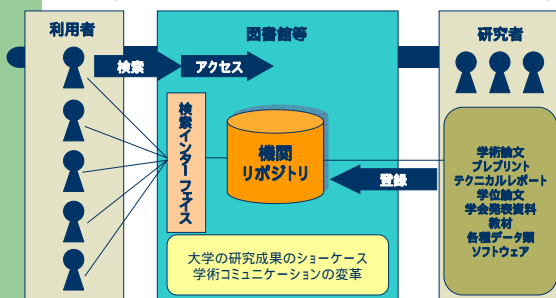 利用者
図書館等
研究者
検索
アクセス
検索インターフェイス
機関
リポジトリ
登録
学術論文
プレプリント
テクニカルレポート
学位論文
学会発表資料
教材
各種データ類
ソフトウェア
大学の研究成果のショーケース
学術コミュニケーションの変革